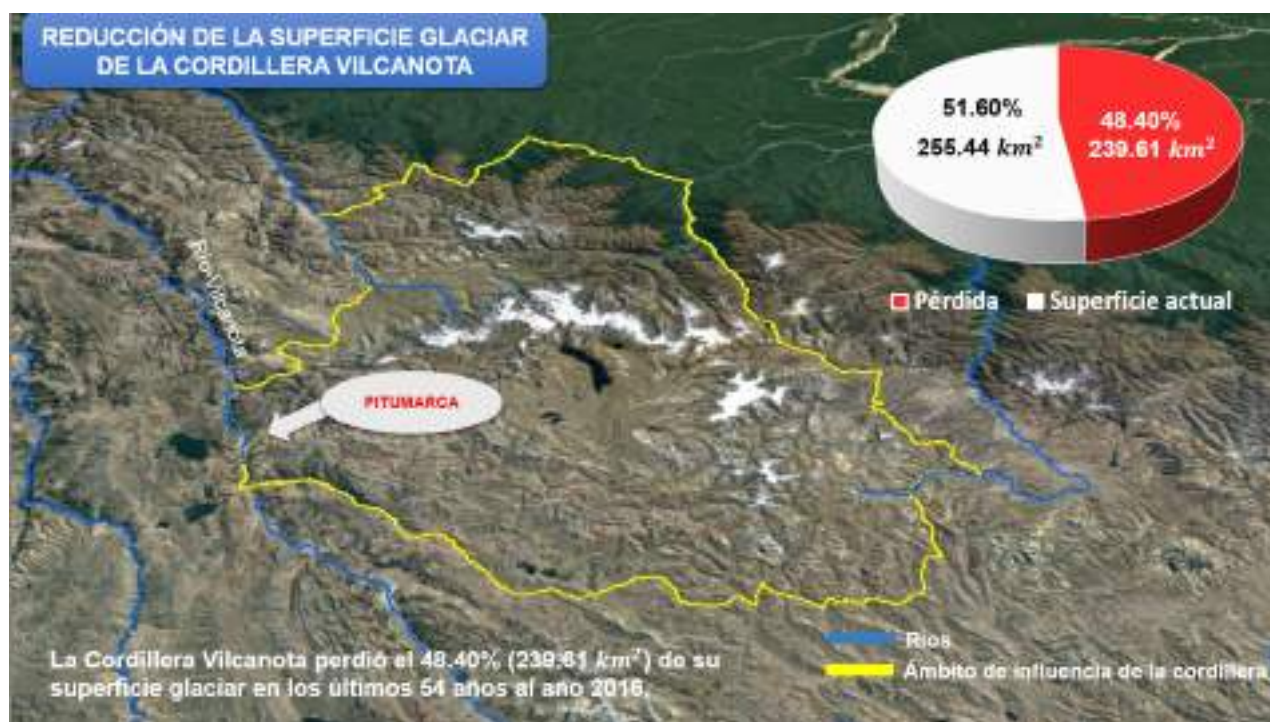 REDUCCIÓN DE LA SUPERFICIE GLACIAR
DE LA CORDILLERA VILCANOTA
51.60%
255.44 km²
48.40%
239.61 km²
Pérdida
Superficie actual
Río Vilcanota
PITUMARCA
La Cordillera Vilcanota perdió el 48.40% (239.61 km²) de su
superficie glaciar en los últimos 54 años al año 2016.
Ríos
Ámbito de influencia de la cordillera